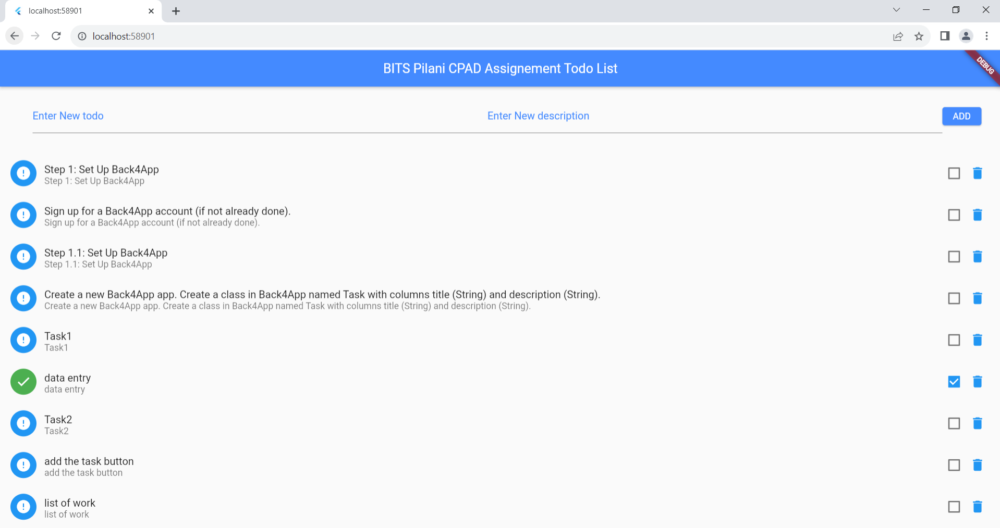 localhost:58901
localhost:58901
BITS Pilani CPAD Assignement Todo List
DEBUG
Enter New todo
Enter New description
ADD
Step 1: Set Up Back4App
Step 1: Set Up Back4App
Sign up for a Back4App account (if not already done).
Sign up for a Back4App account (if not already done).
Step 1.1: Set Up Back4App
Step 1.1: Set Up Back4App
Create a new Back4App app. Create a class in Back4App named Task with columns title (String) and description (String).
Create a new Back4App app. Create a class in Back4App named Task with columns title (String) and description (String).
Task1
Task1
data entry
data entry
Task2
Task2
add the task button
add the task button
list of work
list of work